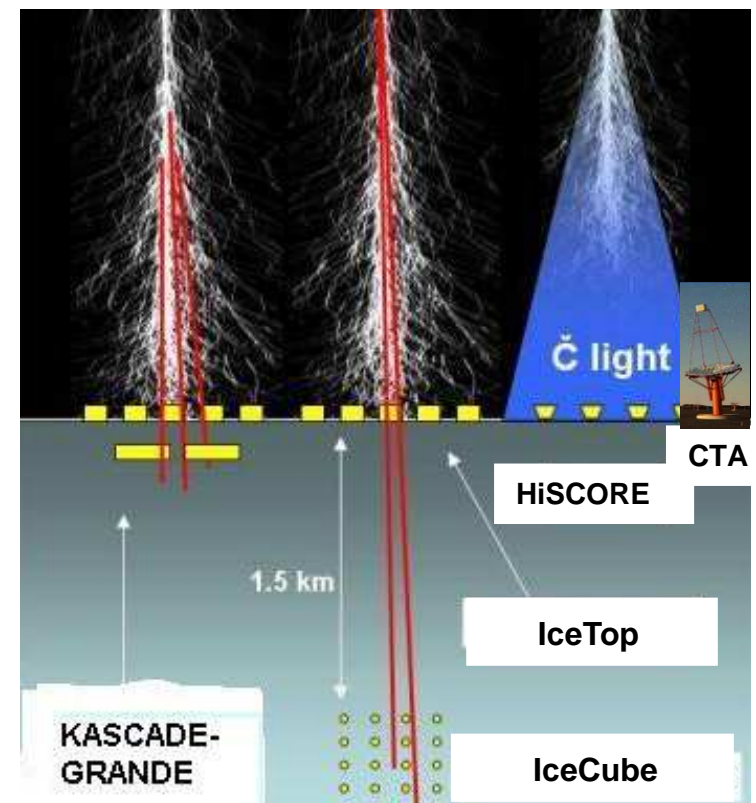 Č light
CTA
HiSCORE
1.5 km
IceTop
KASCADE-
GRANDE
IceCube